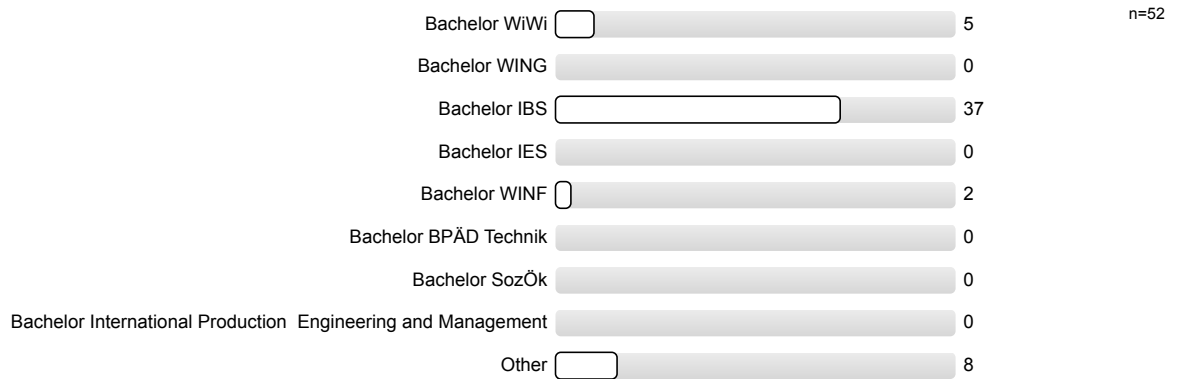 Bachelor WiWi 5 n=52
Bachelor WING 0
Bachelor IBS 37
Bachelor IES 0
Bachelor WINF 2
Bachelor BPÄD Technik 0
Bachelor SozÖk 0
Bachelor International Production Engineering and Management 0
Other 8